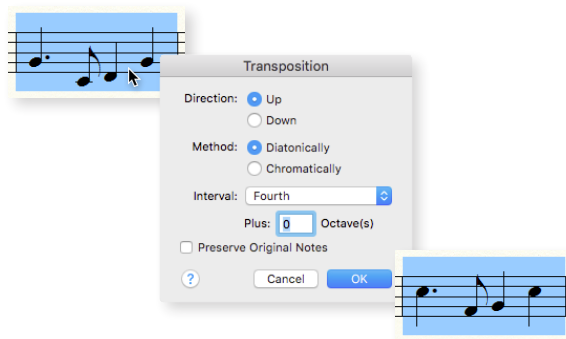 Transposition
Direction: Up
Down
Method: Diatonically
Chromatically
Interval: Fourth
Plus: 0 Octave(s)
Preserve Original Notes
? Cancel OK